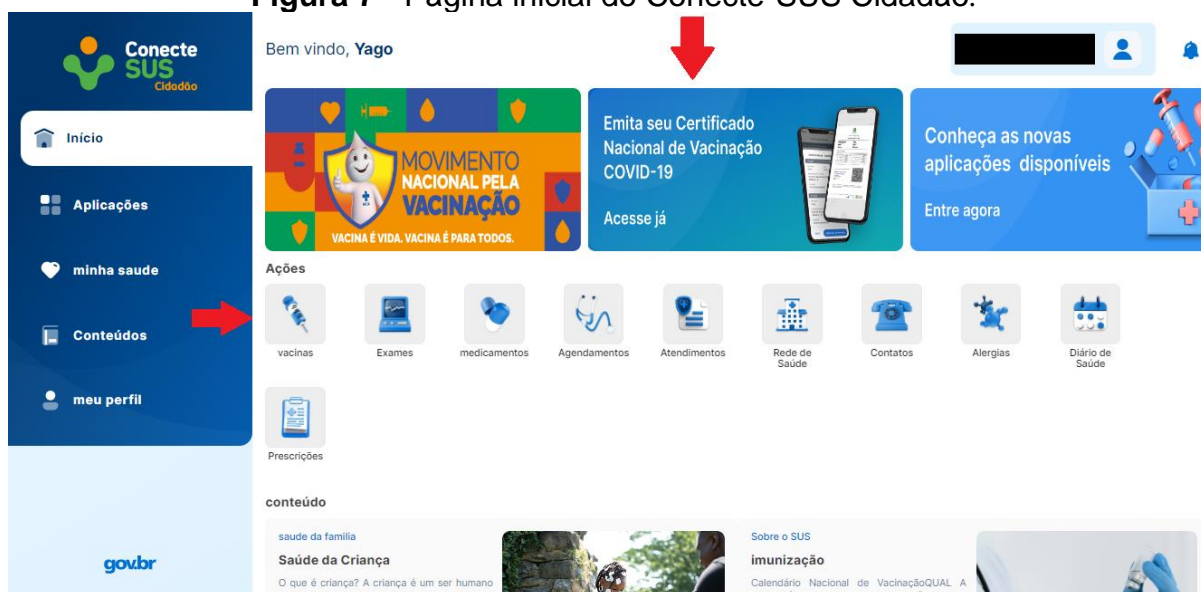 Figura 7 - Página inicial do Conecte SUS Cidadão.
Conecte
SUS
Cidadão
Bem vindo, Yago
Início
Aplicações
minha saude
Conteúdos
meu perfil
gov.br
MOVIMENTO
NACIONAL PELA
VACINAÇÃO
VACINA É VIDA. VACINA É PARA TODOS.
Emita seu Certificado
Nacional de Vacinação
COVID-19
Acesse já
Conheça as novas
aplicações disponíveis
Entre agora
Ações
vacinas
Exames
medicamentos
Agendamentos
Atendimentos
Rede de
Saúde
Contatos
Alergias
Diário de
Saúde
Prescrições
conteúdo
saude da familia
Saúde da Criança
O que é criança? A criança é um ser humano
Sobre o SUS
imunização
Calendário Nacional de VacinaçãoQUAL A